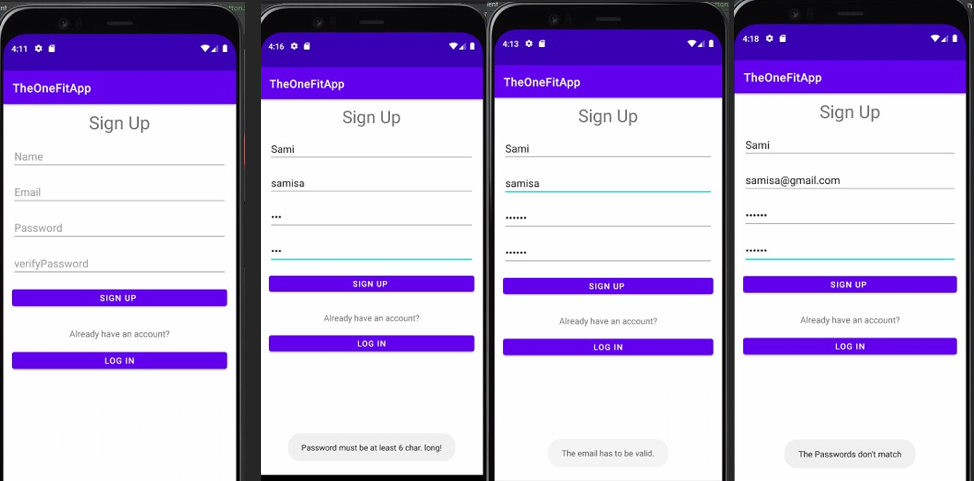 4:11
TheOneFitApp
Sign Up
Name
Email
Password
verifyPassword
SIGN UP
Already have an account?
LOG IN
4:16
TheOneFitApp
Sign Up
Sami
samisa
•••
•••
SIGN UP
Already have an account?
LOG IN
Password must be at least 6 char. long!
4:13
TheOneFitApp
Sign Up
Sami
samisa
••••••
••••••
SIGN UP
Already have an account?
LOG IN
The email has to be valid.
4:18
TheOneFitApp
Sign Up
Sami
samisa@gmail.com
••••••
••••••
SIGN UP
Already have an account?
LOG IN
The Passwords don't match